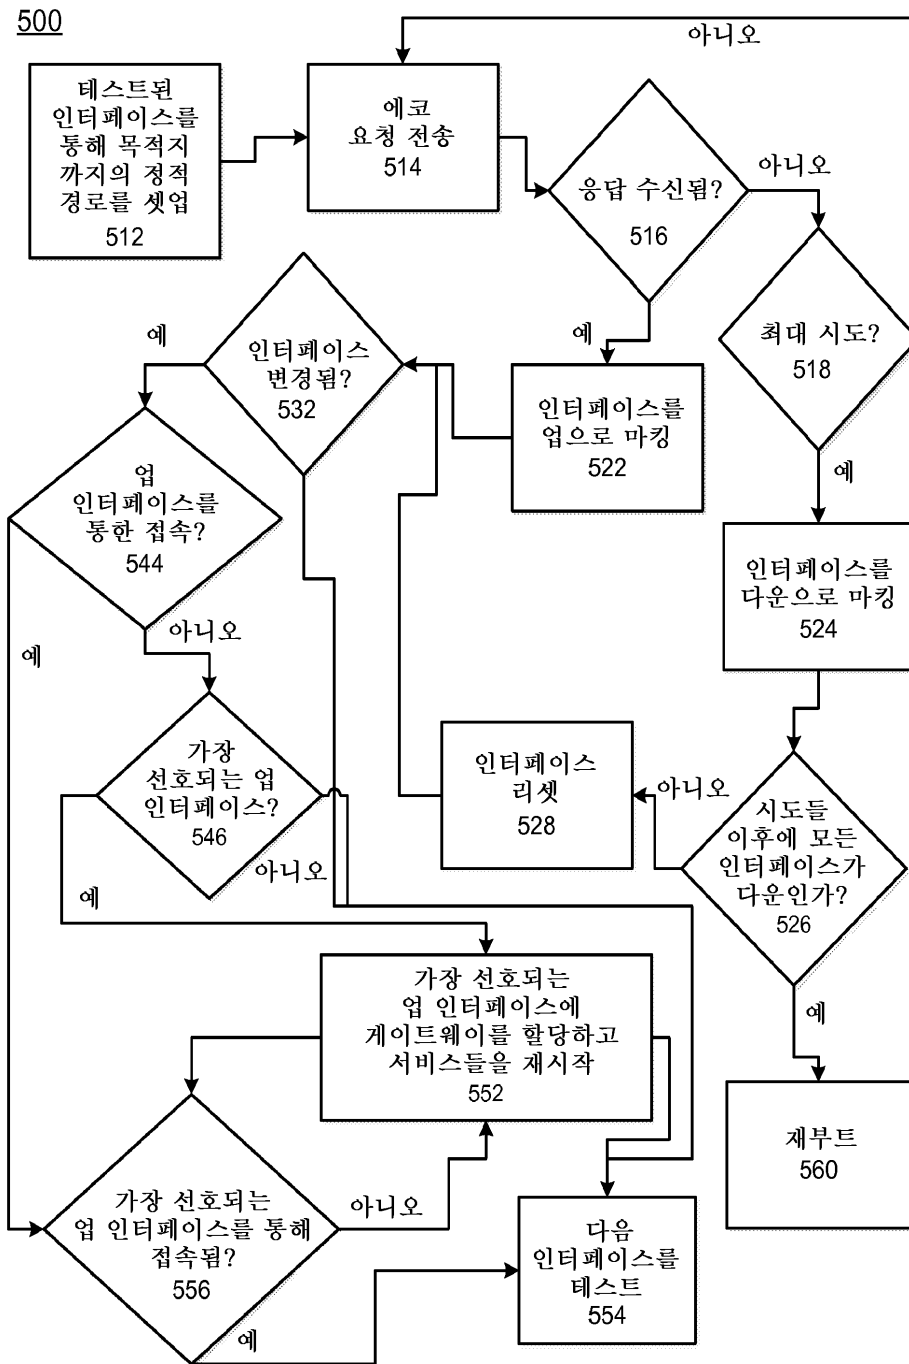 500
아니오
테스트된
인터페이스를
통해 목적지
까지의 정적
경로를 셋업
512
에코
요청 전송
514
응답 수신됨?
516
아니오
예
최대 시도?
518
예
인터페이스
변경됨?
532
예
인터페이스를
업으로 마킹
522
업
인터페이스를
통한 접속?
544
예
아니오
인터페이스를
다운으로 마킹
524
가장
선호되는 업
인터페이스?
546
아니오
예
인터페이스
리셋
528
아니오
시도들
이후에 모든
인터페이스가
다운인가?
526
예
가장 선호되는
업 인터페이스에
게이트웨이를 할당하고
서비스들을 재시작
552
재부트
560
가장 선호되는
업 인터페이스를 통해
접속됨?
556
아니오
예
다음
인터페이스를
테스트
554